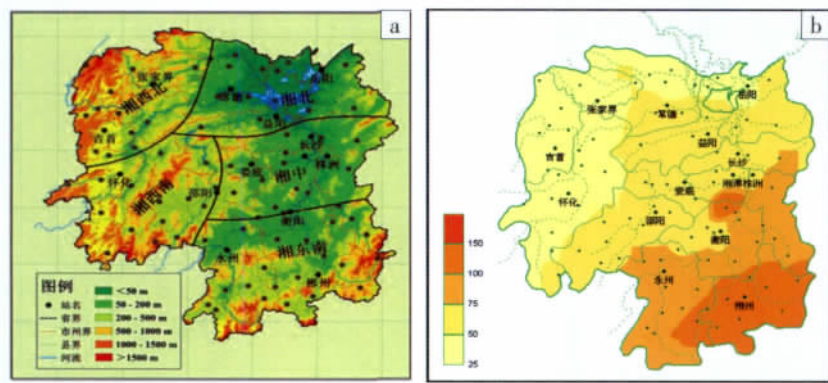 a
张家界
岳阳
常德
湘北
湘西北
益阳
吉首
长沙
株洲
怀化
娄底
湘中
邵阳
湘西南
衡阳
湘东南
永州
郴州
图例
站名
省界
市州界
县界
河流
<50 m
50 - 200 m
200 - 500 m
500 - 1000 m
1000 - 1500 m
>1500 m
b
岳阳
张家界
常德
益阳
吉首
长沙
湘潭株洲
娄底
怀化
邵阳
衡阳
永州
郴州
150
100
75
50
25